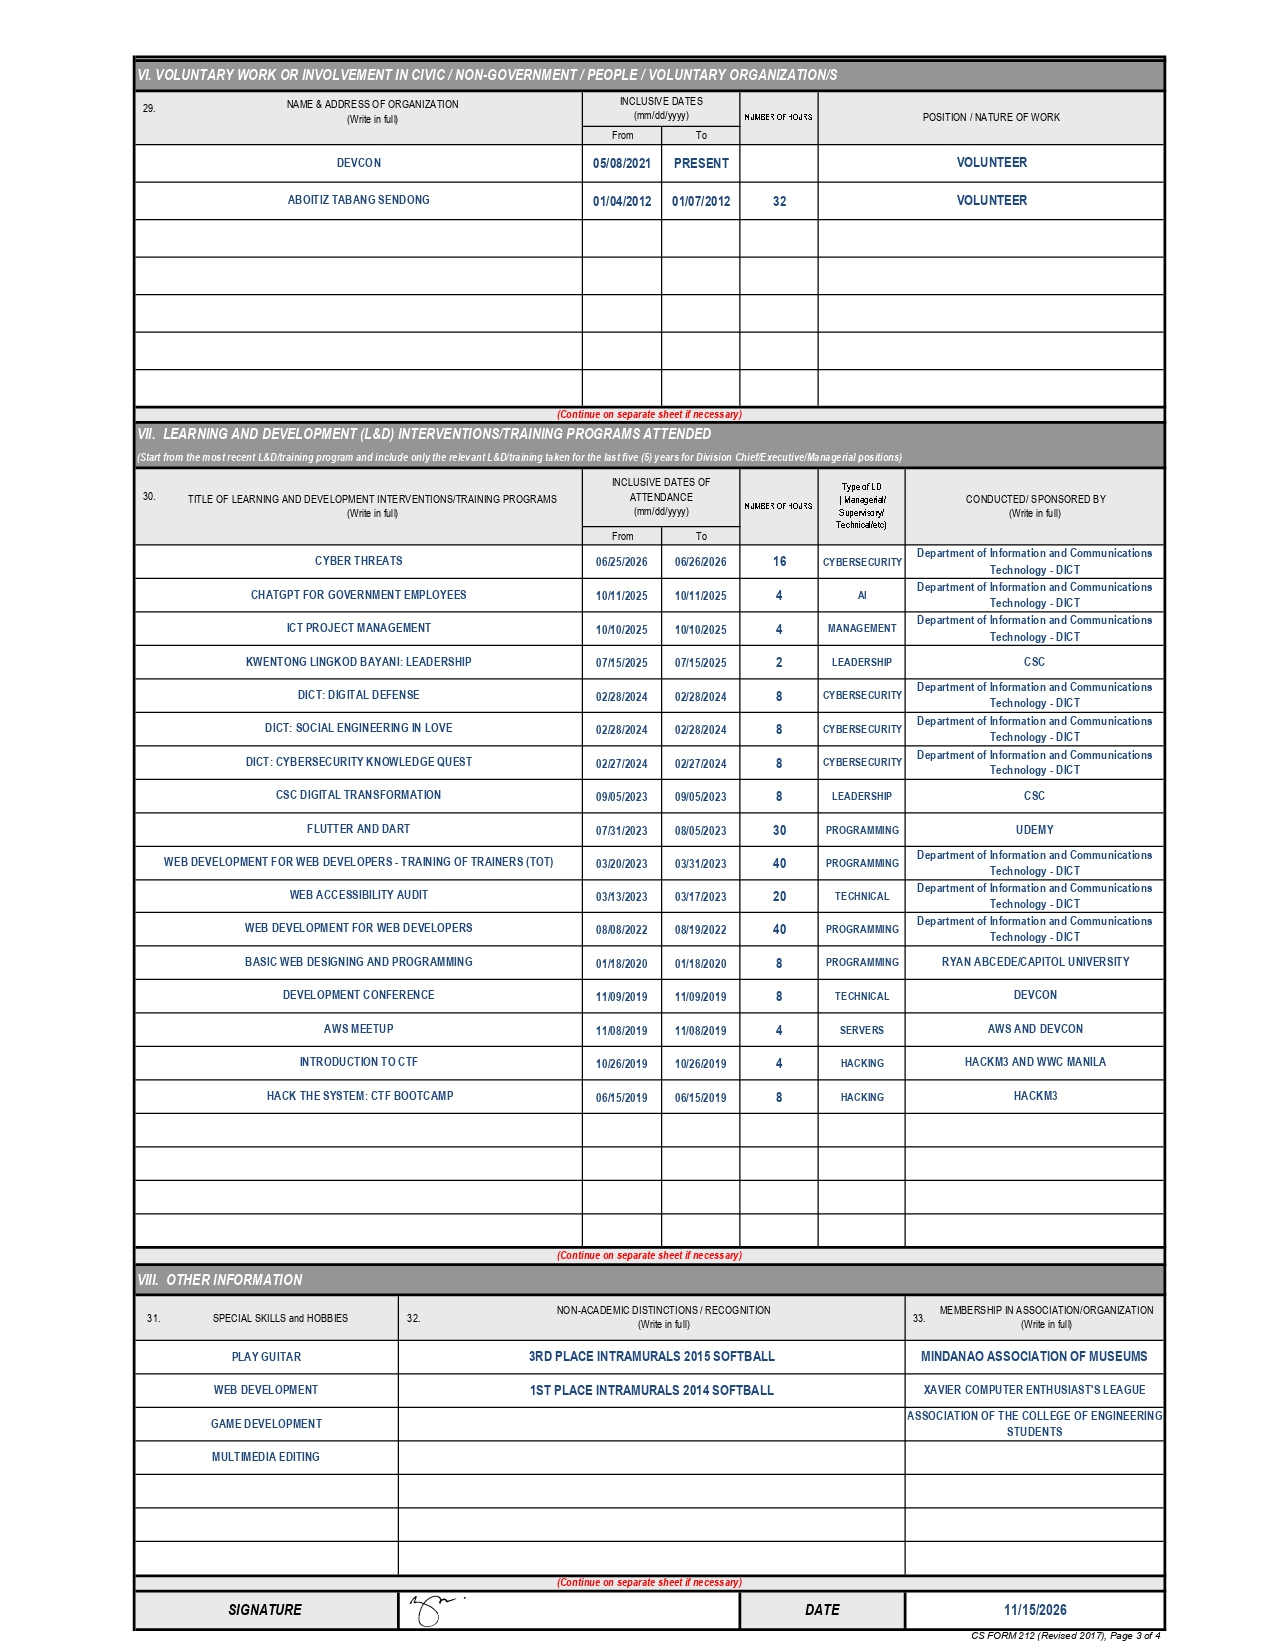 VI. VOLUNTARY WORK OR INVOLVEMENT IN CIVIC / NON-GOVERNMENT / PEOPLE / VOLUNTARY ORGANIZATION/S
29. NAME & ADDRESS OF ORGANIZATION
(Write in full)
INCLUSIVE DATES
(mm/dd/yyyy)
From To
NUMBER OF HOURS
POSITION / NATURE OF WORK
DEVCON 05/08/2021 PRESENT VOLUNTEER
ABOITIZ TABANG SENDONG 01/04/2012 01/07/2012 32 VOLUNTEER
(Continue on separate sheet if necessary)
VII. LEARNING AND DEVELOPMENT (L&D) INTERVENTIONS/TRAINING PROGRAMS ATTENDED
(Start from the most recent L&D/training program and include only the relevant L&D/training taken for the last five (5) years for Division Chief/Executive/Managerial positions)
30. TITLE OF LEARNING AND DEVELOPMENT INTERVENTIONS/TRAINING PROGRAMS
(Write in full)
INCLUSIVE DATES OF
ATTENDANCE
(mm/dd/yyyy)
From To
NUMBER OF HOURS
Type of LD
( Managerial/
Supervisory/
Technical/etc)
CONDUCTED/ SPONSORED BY
(Write in full)
CYBER THREATS 06/25/2026 06/26/2026 16 CYBERSECURITY Department of Information and Communications
Technology - DICT
CHATGPT FOR GOVERNMENT EMPLOYEES 10/11/2025 10/11/2025 4 AI Department of Information and Communications
Technology - DICT
ICT PROJECT MANAGEMENT 10/10/2025 10/10/2025 4 MANAGEMENT Department of Information and Communications
Technology - DICT
KWENTONG LINGKOD BAYANI: LEADERSHIP 07/15/2025 07/15/2025 2 LEADERSHIP CSC
DICT: DIGITAL DEFENSE 02/28/2024 02/28/2024 8 CYBERSECURITY Department of Information and Communications
Technology - DICT
DICT: SOCIAL ENGINEERING IN LOVE 02/28/2024 02/28/2024 8 CYBERSECURITY Department of Information and Communications
Technology - DICT
DICT: CYBERSECURITY KNOWLEDGE QUEST 02/27/2024 02/27/2024 8 CYBERSECURITY Department of Information and Communications
Technology - DICT
CSC DIGITAL TRANSFORMATION 09/05/2023 09/05/2023 8 LEADERSHIP CSC
FLUTTER AND DART 07/31/2023 08/05/2023 30 PROGRAMMING UDEMY
WEB DEVELOPMENT FOR WEB DEVELOPERS - TRAINING OF TRAINERS (TOT) 03/20/2023 03/31/2023 40 PROGRAMMING Department of Information and Communications
Technology - DICT
WEB ACCESSIBILITY AUDIT 03/13/2023 03/17/2023 20 TECHNICAL Department of Information and Communications
Technology - DICT
WEB DEVELOPMENT FOR WEB DEVELOPERS 08/08/2022 08/19/2022 40 PROGRAMMING Department of Information and Communications
Technology - DICT
BASIC WEB DESIGNING AND PROGRAMMING 01/18/2020 01/18/2020 8 PROGRAMMING RYAN ABCEDE/CAPITOL UNIVERSITY
DEVELOPMENT CONFERENCE 11/09/2019 11/09/2019 8 TECHNICAL DEVCON
AWS MEETUP 11/08/2019 11/08/2019 4 SERVERS AWS AND DEVCON
INTRODUCTION TO CTF 10/26/2019 10/26/2019 4 HACKING HACKM3 AND WWC MANILA
HACK THE SYSTEM: CTF BOOTCAMP 06/15/2019 06/15/2019 8 HACKING HACKM3
(Continue on separate sheet if necessary)
VIII. OTHER INFORMATION
31. SPECIAL SKILLS and HOBBIES
32. NON-ACADEMIC DISTINCTIONS / RECOGNITION
(Write in full)
33. MEMBERSHIP IN ASSOCIATION/ORGANIZATION
(Write in full)
PLAY GUITAR 3RD PLACE INTRAMURALS 2015 SOFTBALL MINDANAO ASSOCIATION OF MUSEUMS
WEB DEVELOPMENT 1ST PLACE INTRAMURALS 2014 SOFTBALL XAVIER COMPUTER ENTHUSIAST'S LEAGUE
GAME DEVELOPMENT ASSOCIATION OF THE COLLEGE OF ENGINEERING
STUDENTS
MULTIMEDIA EDITING
(Continue on separate sheet if necessary)
SIGNATURE DATE 11/15/2026
CS FORM 212 (Revised 2017), Page 3 of 4